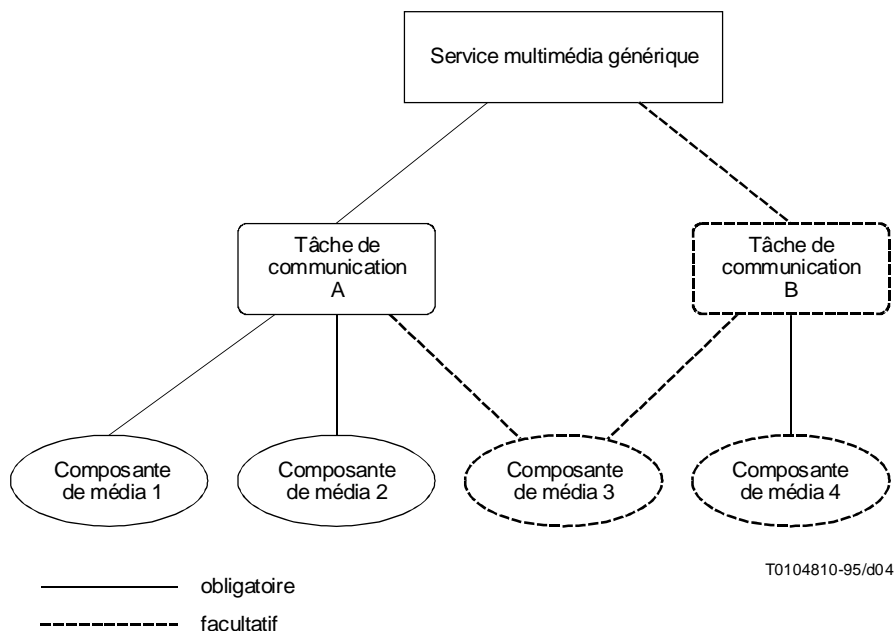 Service multimédia générique
Tâche de
communication
A
Tâche de
communication
B
Composante
de média 1
Composante
de média 2
Composante
de média 3
Composante
de média 4
T0104810-95/d04
obligatoire
facultatif